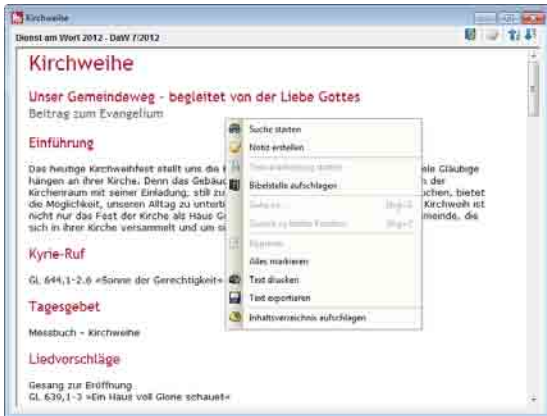 Kirchweihe
Dienst am Wort 2012 - DaW 7/2012
Kirchweihe
Unser Gemeindeweg - begleitet von der Liebe Gottes
Beitrag zum Evangelium
Einführung
Das heutige Kirchweihfest stellt uns die
ele Gläubige
hängen an ihrer Kirche. Denn das Gebäud
n der
Kirchenraum mit seiner Einladung, still zu
uchen, bietet
die Möglichkeit, unseren Alltag zu unterb
Kirchweih ist
nicht nur das Fest der Kirche als Haus G
meinde, die
sich in ihrer Kirche versammelt und um si
Kyrie-Ruf
GL 644,1-2.6 »Sonne der Gerechtigkeit«
Tagesgebet
Messbuch - Kirchweihe
Liedvorschläge
Gesang zur Eröffnung
GL 639,1-3 »Ein Haus voll Glorie schauet«
Suche starten
Notiz erstellen
Bibelstelle aufschlagen
Gehe zu...
Kopieren
Alles markieren
Text drucken
Text exportieren
Inhaltsverzeichnis aufschlagen